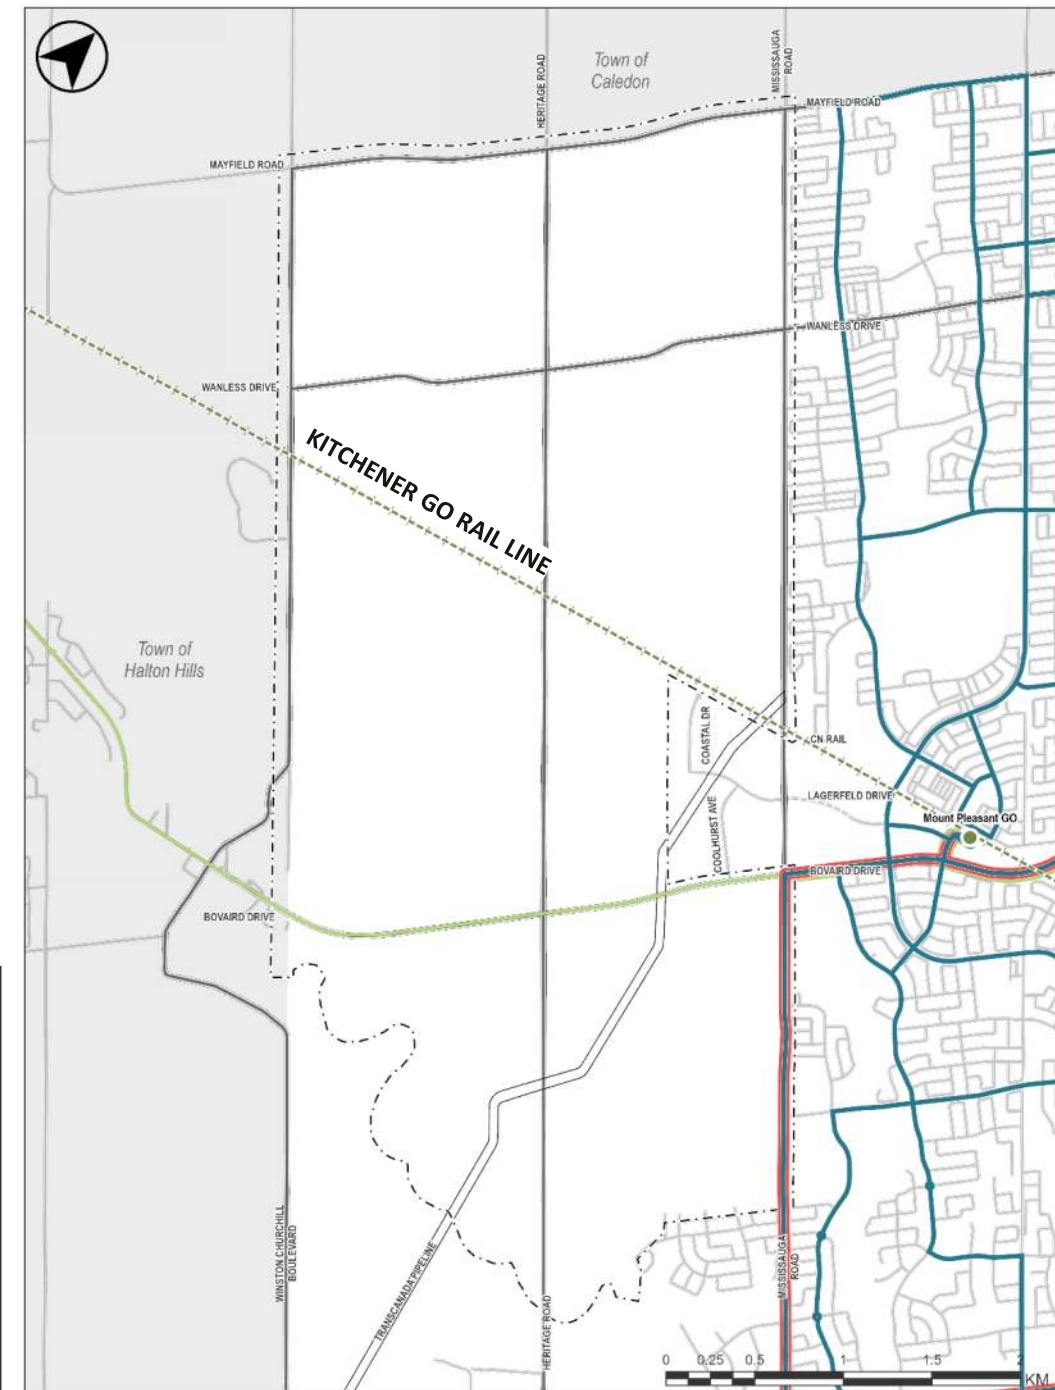 Town of
Caledon
HERITAGE ROAD
MISSISSAUGA
ROAD
MAYFIELD ROAD
MAYFIELD ROAD
WANLESS DRIVE
WANLESS DRIVE
KITCHENER GO RAIL LINE
Town of
Halton Hills
COASTAL DR
CN RAIL
LAGERFELD DRIVE
Mount Pleasant GO
COOLHURST AVE
BOVAIRD DRIVE
BOVAIRD DRIVE
WINSTON CHURCHILL
BOULEVARD
TRANSCANADA PIPELINE
HERITAGE ROAD
MISSISSAUGA
ROAD
0 0.25 0.5 1 1.5 2
KM